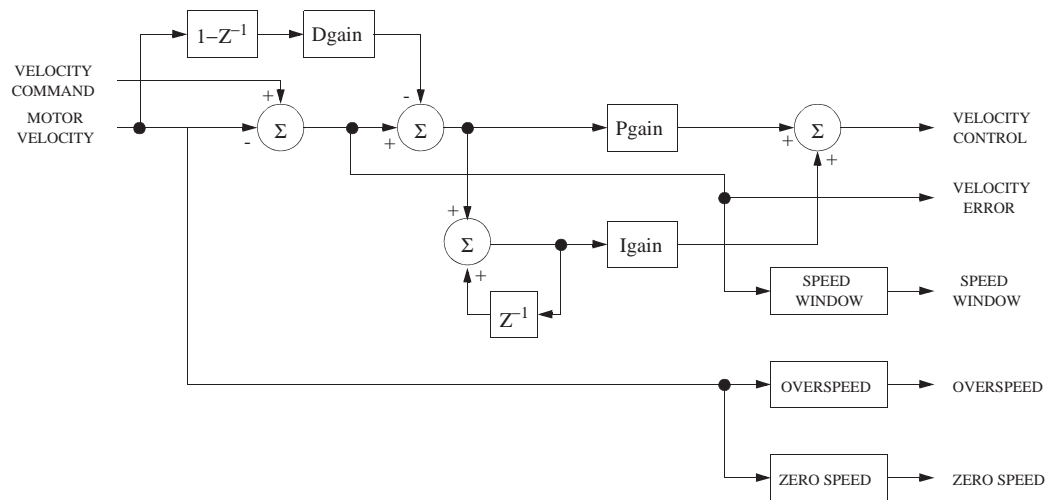 1−Z⁻¹
Dgain
VELOCITY
COMMAND
+
-
MOTOR
VELOCITY
Σ
-
Σ
+
Pgain
Σ
+
+
VELOCITY
CONTROL
VELOCITY
ERROR
+
Σ
+
Igain
Z⁻¹
SPEED
WINDOW
SPEED
WINDOW
OVERSPEED
OVERSPEED
ZERO SPEED
ZERO SPEED